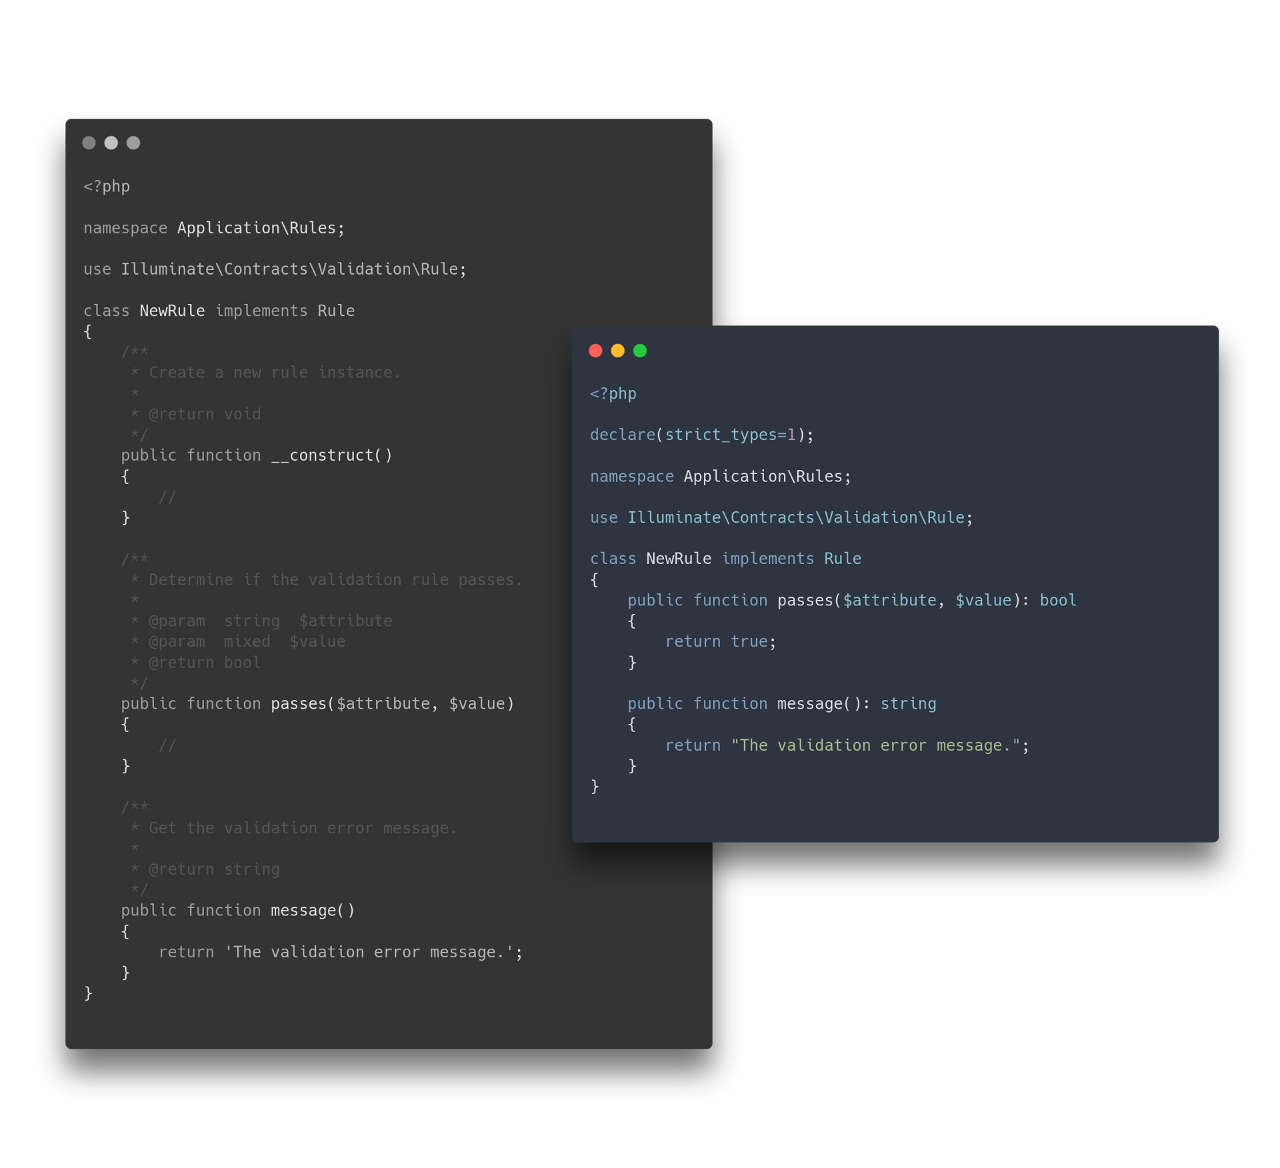 <?php

namespace Application\Rules;

use Illuminate\Contracts\Validation\Rule;

class NewRule implements Rule
{
    /**
     * Create a new rule instance.
     *
     * @return void
     */
    public function __construct()
    {
        //
    }

    /**
     * Determine if the validation rule passes.
     *
     * @param  string  $attribute
     * @param  mixed  $value
     * @return bool
     */
    public function passes($attribute, $value)
    {
        //
    }

    /**
     * Get the validation error message.
     *
     * @return string
     */
    public function message()
    {
        return 'The validation error message.';
    }
}
<?php

declare(strict_types=1);

namespace Application\Rules;

use Illuminate\Contracts\Validation\Rule;

class NewRule implements Rule
{
    public function passes($attribute, $value): bool
    {
        return true;
    }

    public function message(): string
    {
        return "The validation error message.";
    }
}